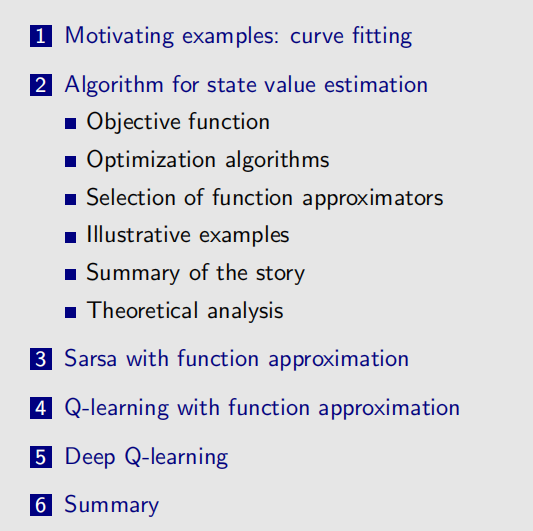 1 Motivating examples: curve fitting
2 Algorithm for state value estimation
Objective function
Optimization algorithms
Selection of function approximators
Illustrative examples
Summary of the story
Theoretical analysis
3 Sarsa with function approximation
4 Q-learning with function approximation
5 Deep Q-learning
6 Summary